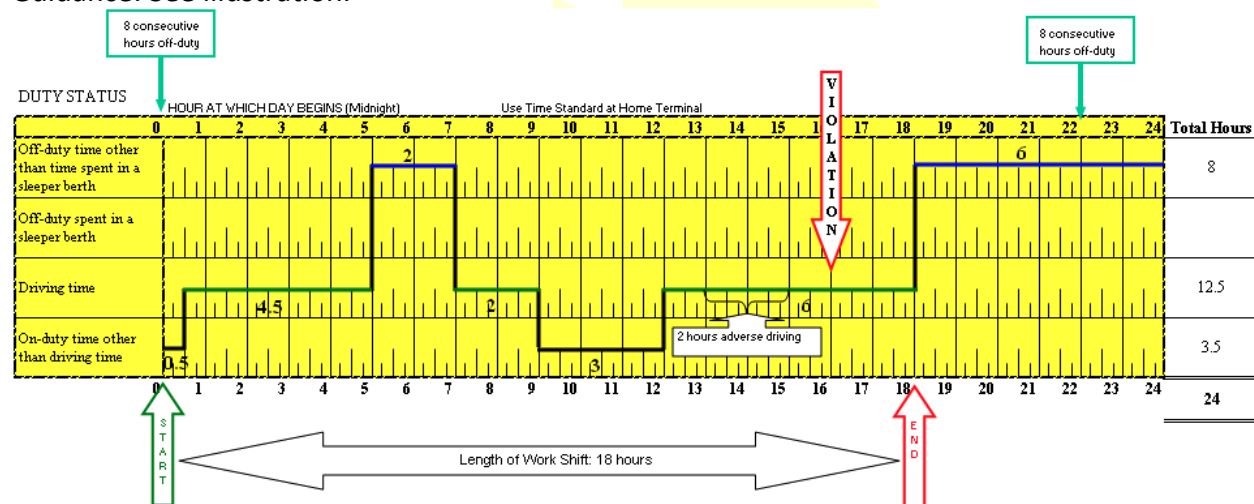 8 consecutive
hours off-duty
8 consecutive
hours off-duty
DUTY STATUS
HOUR AT WHICH DAY BEGINS (Midnight)
Use Time Standard at Home Terminal
VIOLATION
0 1 2 3 4 5 6 7 8 9 10 11 12 13 14 15 16 17 18 19 20 21 22 23 24 Total Hours
Off-duty time other
than time spent in a
sleeper berth
2
6
8
Off-duty spent in a
sleeper berth
Driving time
4.5
2
6
12.5
2 hours adverse driving
On-duty time other
than driving time
0.5
3
3.5
0 1 2 3 4 5 6 7 8 9 10 11 12 13 14 15 16 17 18 19 20 21 22 23 24
24
START
Length of Work Shift: 18 hours
END